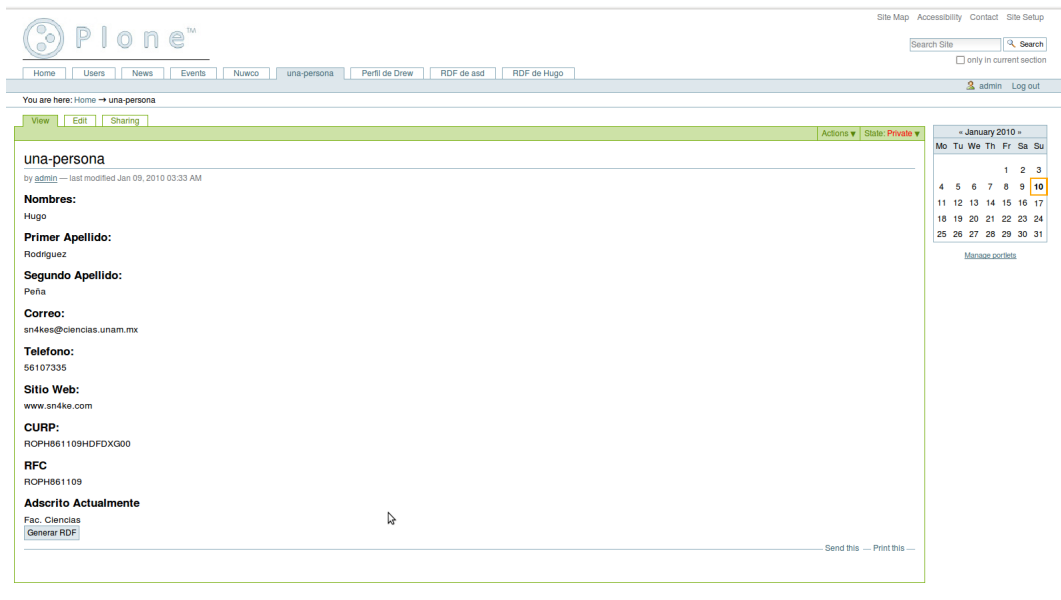 Site Map Accessibility Contact Site Setup
Plone™
Search Site Search
only in current section
Home Users News Events Nuwco una-persona Perfil de Drew RDF de asd RDF de Hugo
admin Log out
You are here: Home → una-persona
View Edit Sharing
Actions ▼ State: Private ▼
una-persona
by admin — last modified Jan 09, 2010 03:33 AM
Nombres:
Hugo
Primer Apellido:
Rodriguez
Segundo Apellido:
Peña
Correo:
sn4kes@ciencias.unam.mx
Telefono:
56107335
Sitio Web:
www.sn4ke.com
CURP:
ROPH861109HDFDXG00
RFC
ROPH861109
Adscrito Actualmente
Fac. Ciencias
Generar RDF
Send this — Print this —
« January 2010 »
Mo Tu We Th Fr Sa Su
1 2 3
4 5 6 7 8 9 10
11 12 13 14 15 16 17
18 19 20 21 22 23 24
25 26 27 28 29 30 31
Manage portlets